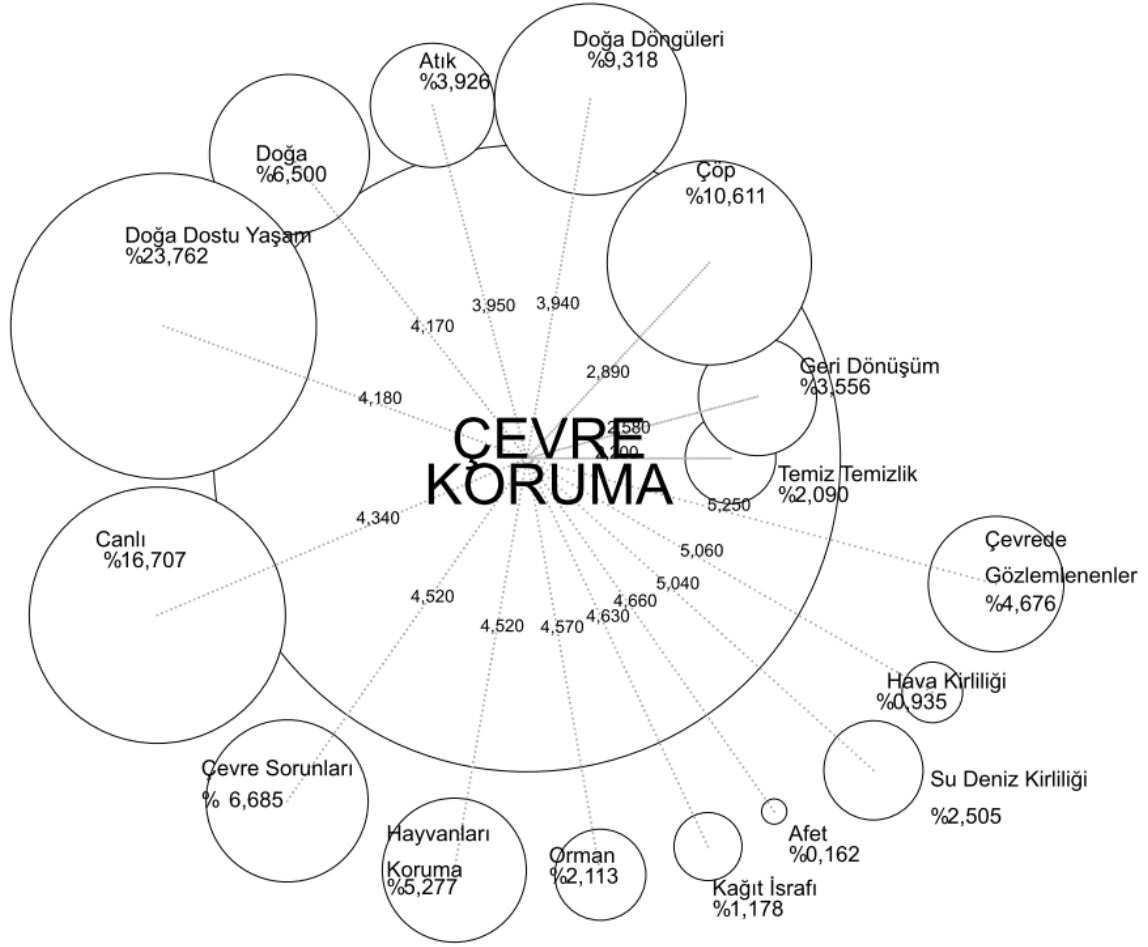 Doğa Döngüleri
%9,318
Atık
%3,926
Doğa
%6,500
Çöp
%10,611
Doğa Dostu Yaşam
%23,762
3,950
3,940
4,170
2,890
Geri Dönüşüm
%3,556
4,180
2,580
ÇEVRE
KORUMA
Temiz Temizlik
%2,090
5,250
4,340
Canlı
%16,707
5,060
Çevrede
Gözlemlenenler
%4,676
5,040
4,520
4,660
4,630
4,520
4,570
Hava Kirliliği
%0,935
Çevre Sorunları
% 6,685
Su Deniz Kirliliği
%2,505
Hayvanları
Koruma
%5,277
Orman
%2,113
Afet
%0,162
Kağıt İsrafı
%1,178